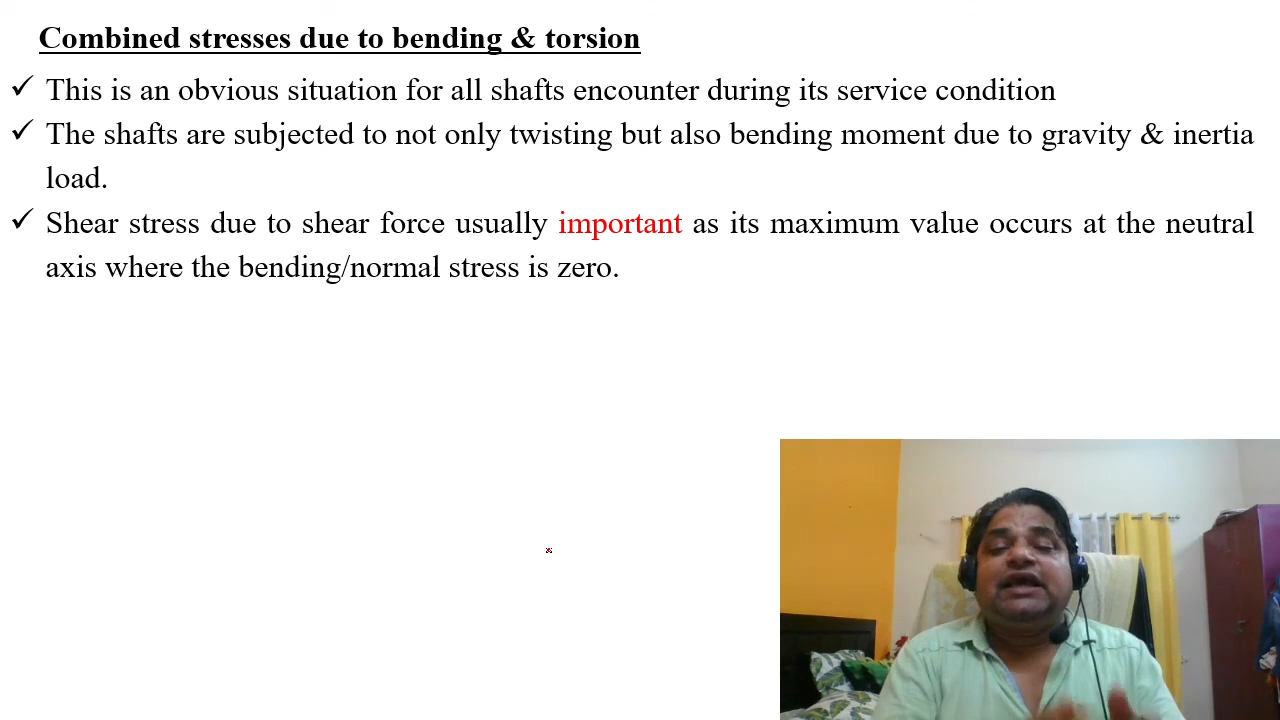 Combined stresses due to bending & torsion
✓ This is an obvious situation for all shafts encounter during its service condition
✓ The shafts are subjected to not only twisting but also bending moment due to gravity & inertia
load.
✓ Shear stress due to shear force usually important as its maximum value occurs at the neutral
axis where the bending/normal stress is zero.